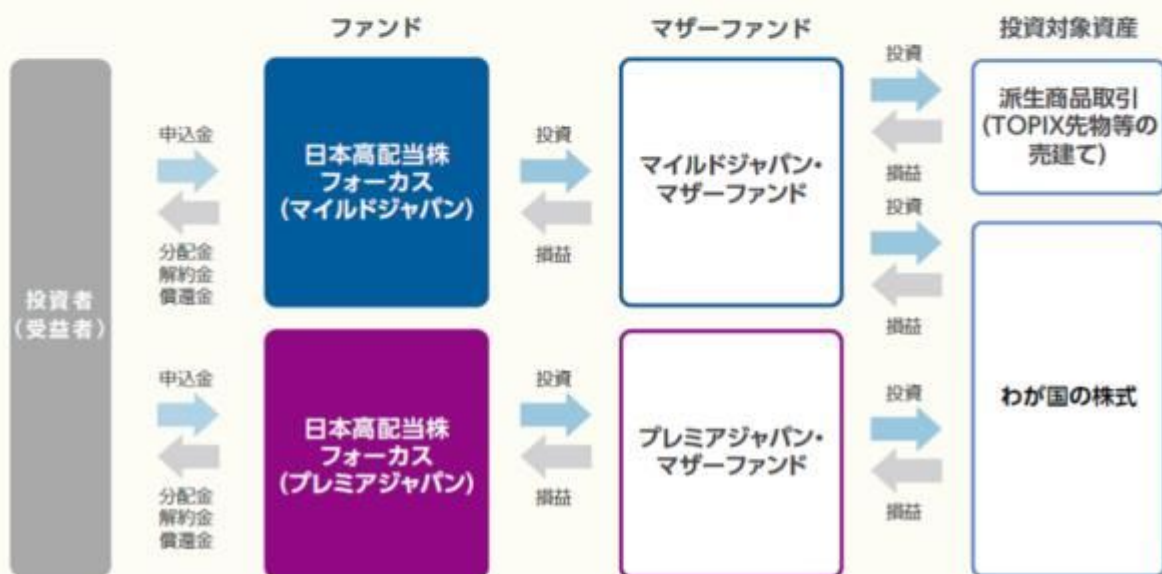 ファンド
マザーファンド
投資対象資産
投資者
（受益者）
申込金
分配金
解約金
償還金
日本高配当株
フォーカス
（マイルドジャパン）
投資
損益
マイルドジャパン・
マザーファンド
投資
損益
派生商品取引
（TOPIX先物等の
売建て）
投資
損益
申込金
分配金
解約金
償還金
日本高配当株
フォーカス
（プレミアジャパン）
投資
損益
プレミアジャパン・
マザーファンド
投資
損益
わが国の株式